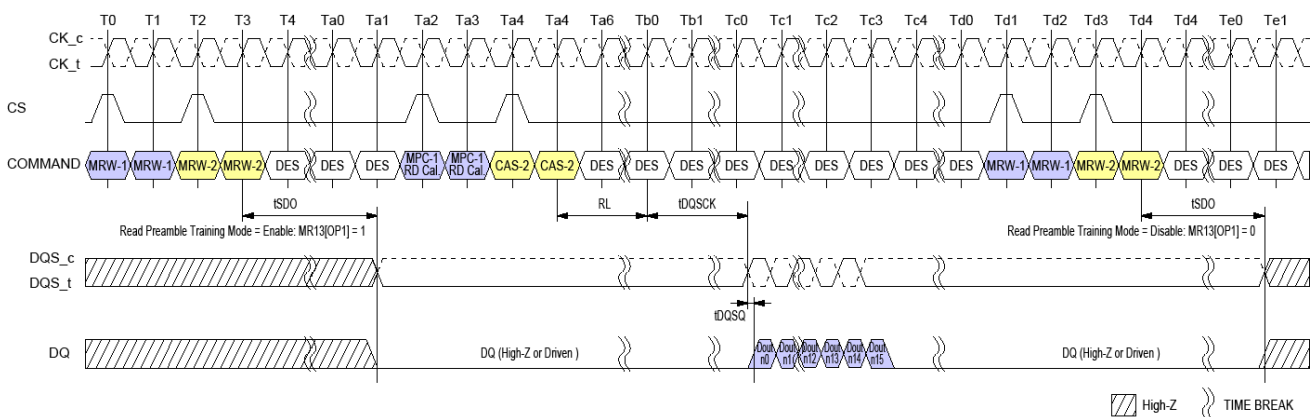 T0 T1 T2 T3 T4 Ta0 Ta1 Ta2 Ta3 Ta4 Ta4 Ta6 Tb0 Tb1 Tc0 Tc1 Tc2 Tc3 Tc4 Td0 Td1 Td2 Td3 Td4 Td4 Te0 Te1
CK_c
CK_t
CS
COMMAND MRW-1 MRW-1 MRW-2 MRW-2 DES DES DES MPC-1 RD Cal. MPC-1 RD Cal. CAS-2 CAS-2 DES DES DES DES DES DES DES DES DES MRW-1 MRW-1 MRW-2 MRW-2 DES DES DES
tSDO RL tDQSCK tSDO
Read Preamble Training Mode = Enable: MR13[OP1] = 1 Read Preamble Training Mode = Disable: MR13[OP1] = 0
DQS_c
DQS_t
tDQSQ
DQ DQ (High-Z or Driven ) Dout n0 Dout n1 Dout n12 Dout n13 Dout n14 Dout n15 DQ (High-Z or Driven )
High-Z TIME BREAK